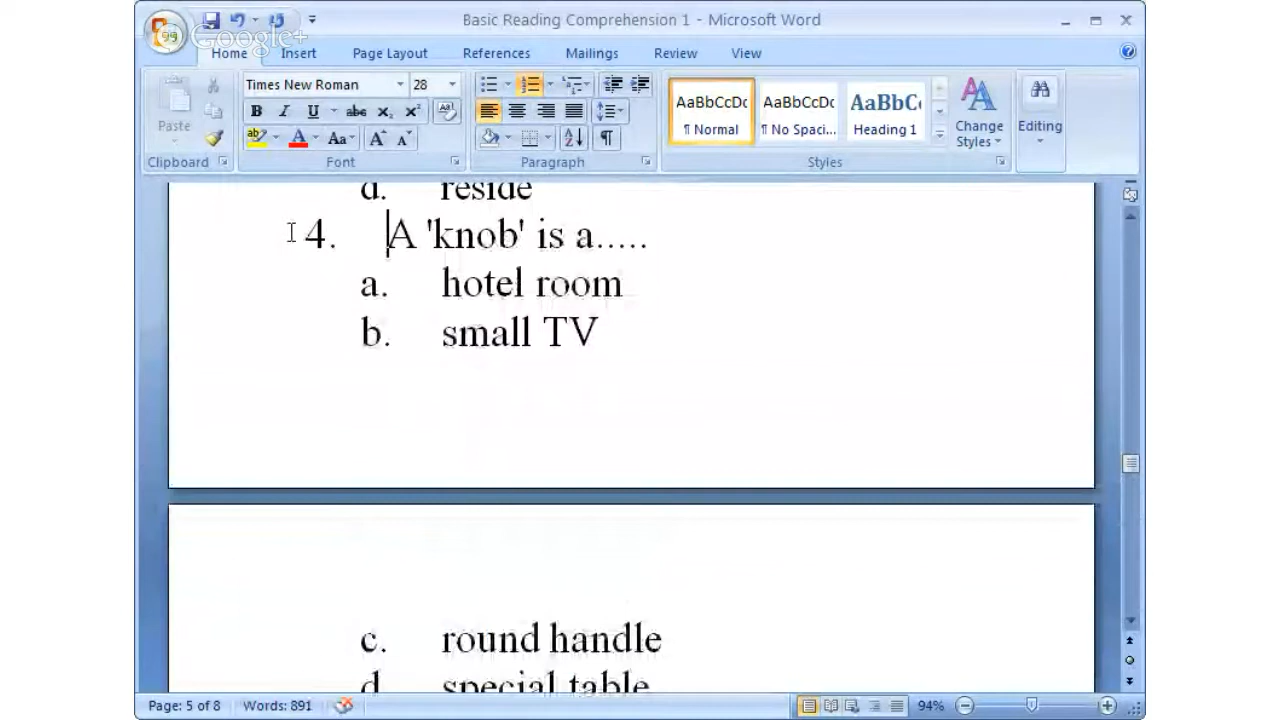 Basic Reading Comprehension 1 - Microsoft Word
Google+
Home Insert Page Layout References Mailings Review View
Times New Roman 28
AaBbCcDc AaBbCcDc AaBbC
Paste ¶ Normal ¶ No Spaci... Heading 1 Change Styles Editing
Clipboard Font Paragraph Styles
d. reside
4. A 'knob' is a.....
a. hotel room
b. small TV
c. round handle
d. special table
Page: 5 of 8 Words: 891 94%